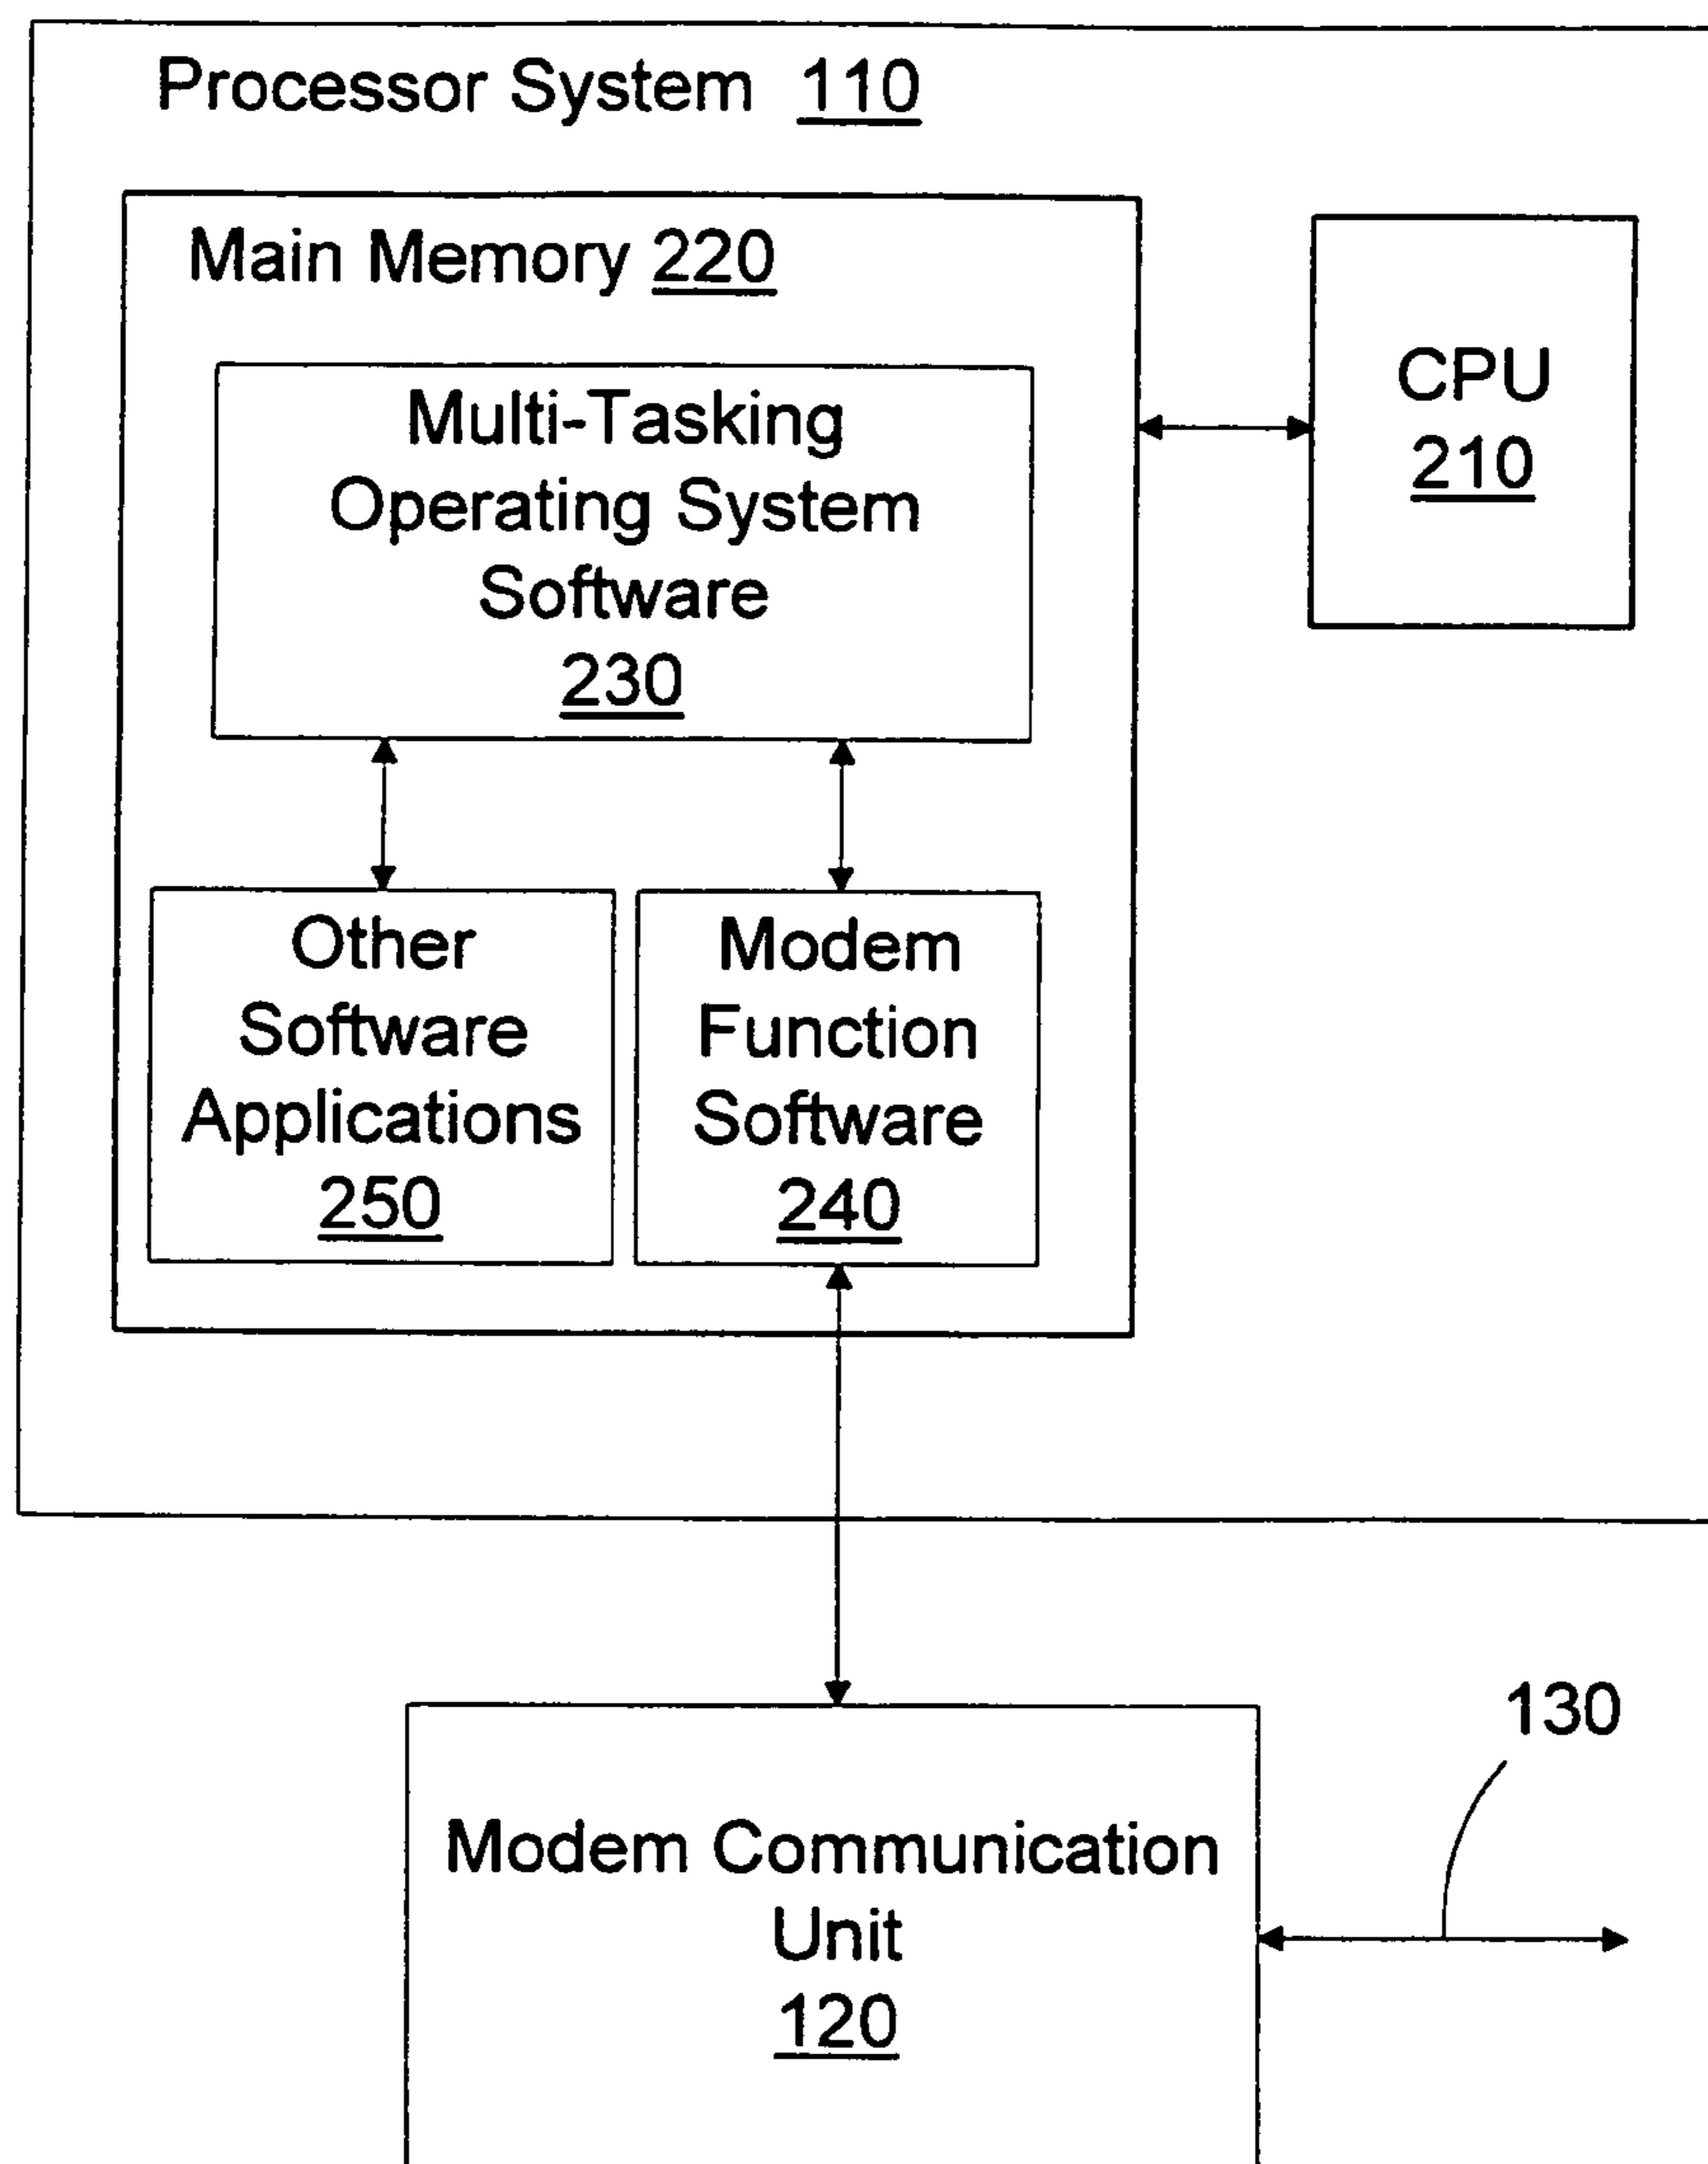 Processor System 110
Main Memory 220
CPU
210
Multi-Tasking
Operating System
Software
230
Other
Software
Applications
250
Modem
Function
Software
240
130
Modem Communication
Unit
120